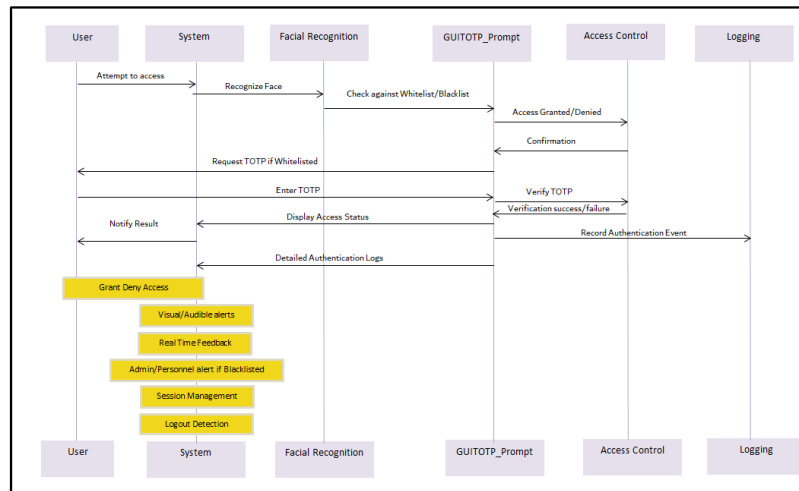 User
System
Facial Recognition
GUITOTP_Prompt
Access Control
Logging
Attempt to access
Recognize Face
Check against Whitelist/Blacklist
Access Granted/Denied
Confirmation
Request TOTP if Whitelisted
Enter TOTP
Verify TOTP
Verification success/failure
Display Access Status
Notify Result
Record Authentication Event
Detailed Authentication Logs
Grant Deny Access
Visual/Audible alerts
Real Time Feedback
Admin/Personnel alert if Blacklisted
Session Management
Logout Detection
User
System
Facial Recognition
GUITOTP_Prompt
Access Control
Logging